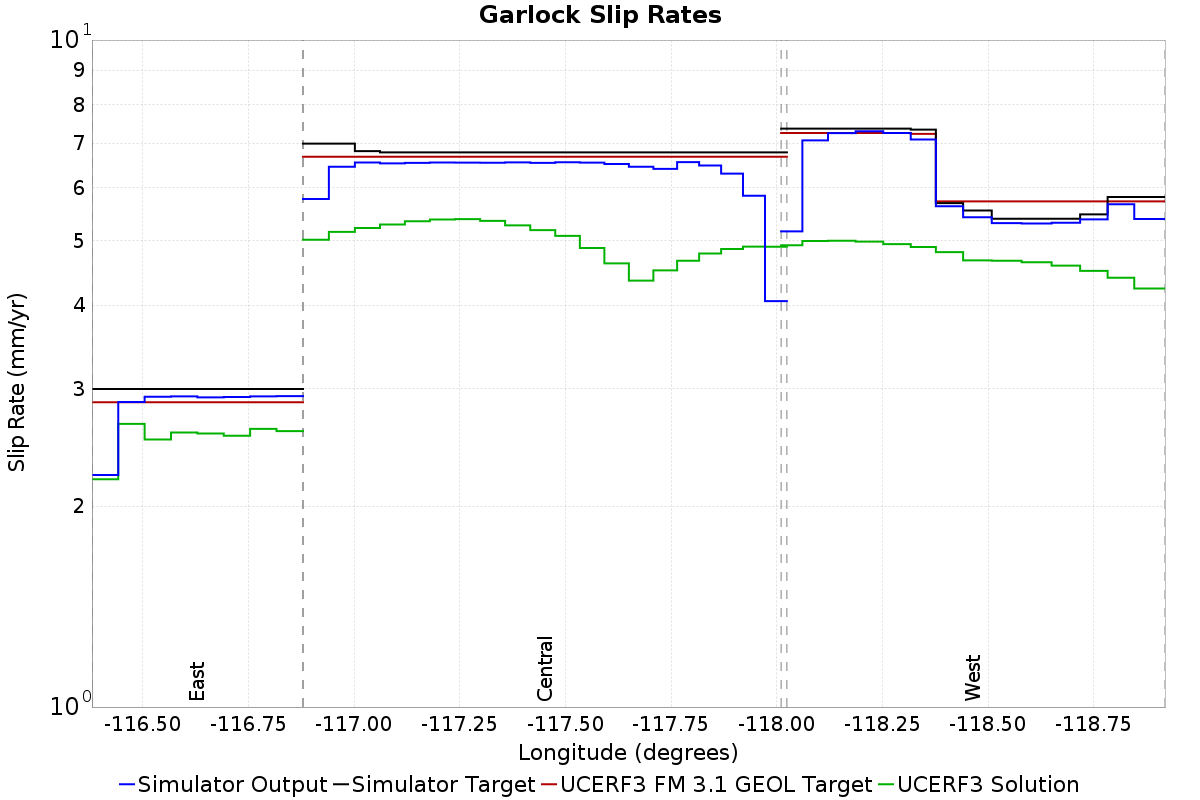 Garlock Slip Rates
10^1
9
8
7
6
5
4
3
2
10^0
Slip Rate (mm/yr)
East
Central
West
-116.50 -116.75 -117.00 -117.25 -117.50 -117.75 -118.00 -118.25 -118.50 -118.75
Longitude (degrees)
Simulator Output Simulator Target UCERF3 FM 3.1 GEOL Target UCERF3 Solution